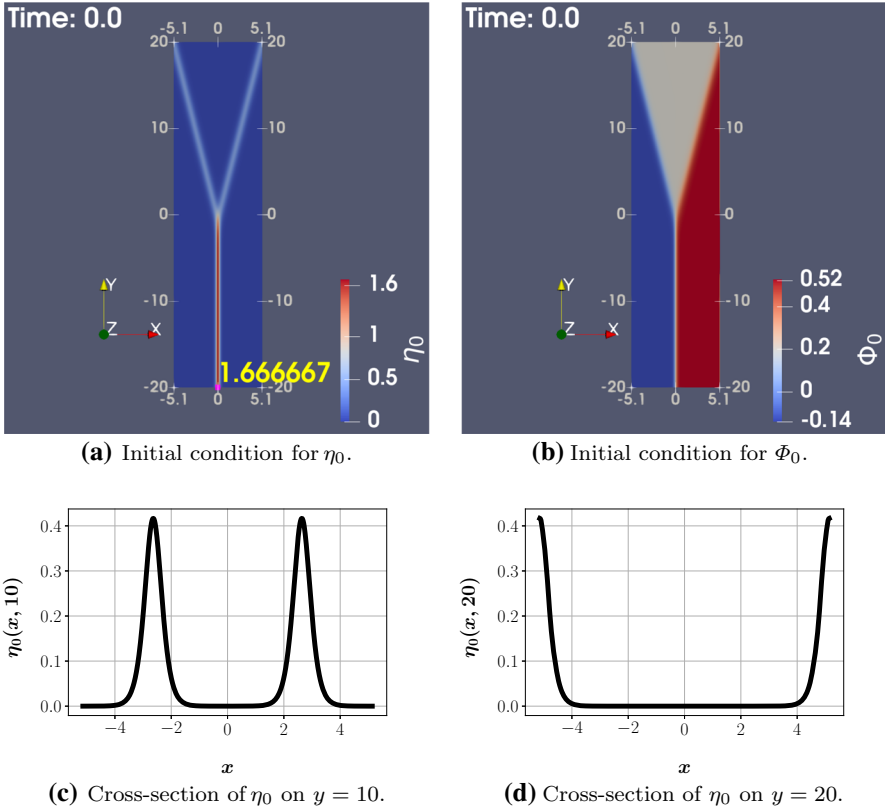 Time: 0.0
-5.1 0 5.1
20 20
10 10
0 0
-10 -10
-20 -20
-5.1 0 5.1
Y
Z X
1.666667
1.6
1
0.5
0
η₀
(a) Initial condition for η₀.
Time: 0.0
-5.1 0 5.1
20 20
10 10
0 0
-10 -10
-20 -20
-5.1 0 5.1
Y
Z X
0.52
0.4
0.2
0
-0.14
Φ₀
(b) Initial condition for Φ₀.
η₀(x, 10)
0.4
0.3
0.2
0.1
0.0
−4 −2 0 2 4
x
(c) Cross-section of η₀ on y = 10.
η₀(x, 20)
0.4
0.3
0.2
0.1
0.0
−4 −2 0 2 4
x
(d) Cross-section of η₀ on y = 20.